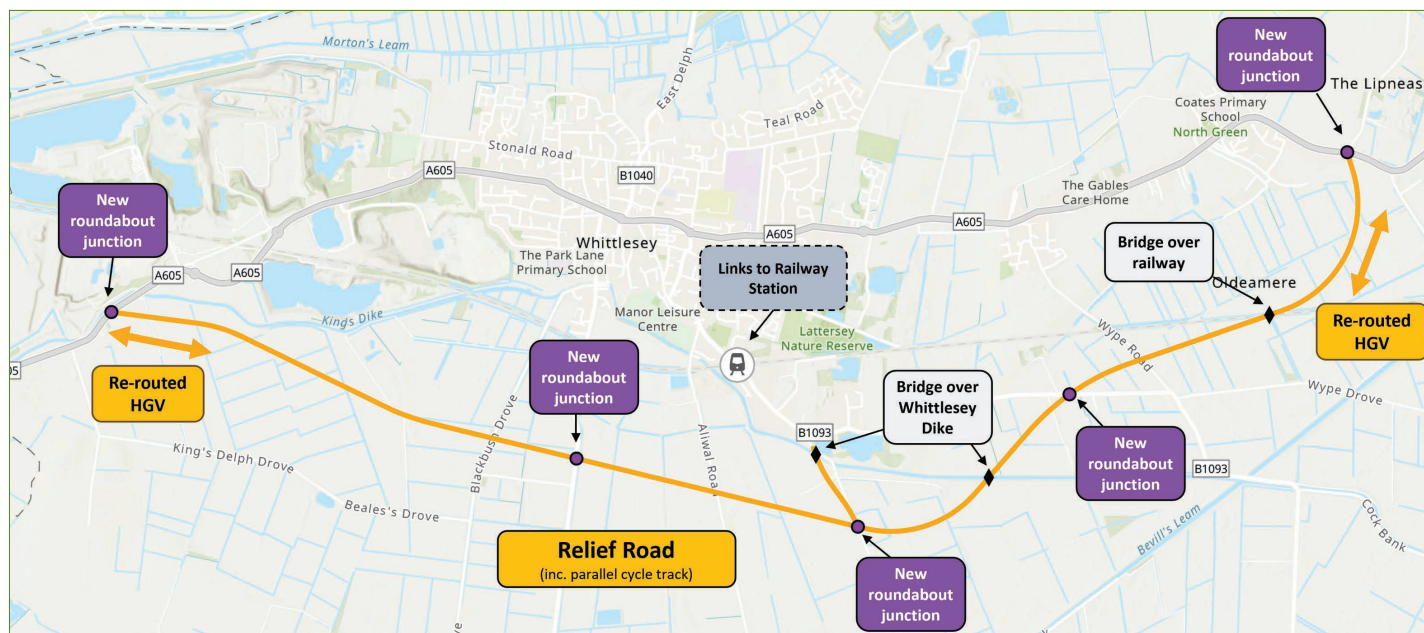 Morton's Leam
East Delph
Teal Road
Stonald Road
B1040
A605
New
roundabout
junction
The Lipneas
Coates Primary
School
North Green
The Gables
Care Home
A605
A605
New
roundabout
junction
A605
A605
Whittlesey
The Park Lane
Primary School
Links to Railway
Station
Bridge over
railway
Oldeamere
King's Dike
Manor Leisure
Centre
Lattersey
Nature Reserve
Wype Road
Re-routed
HGV
05
Re-routed
HGV
New
roundabout
junction
Bridge over
Whittlesey
Dike
Wype Drove
Blackbush Drove
Aliwal Road
B1093
King's Delph Drove
New
roundabout
junction
B1093
Beales's Drove
Relief Road
(inc. parallel cycle track)
Bevill's Leam
Cock Bank
New
roundabout
junction